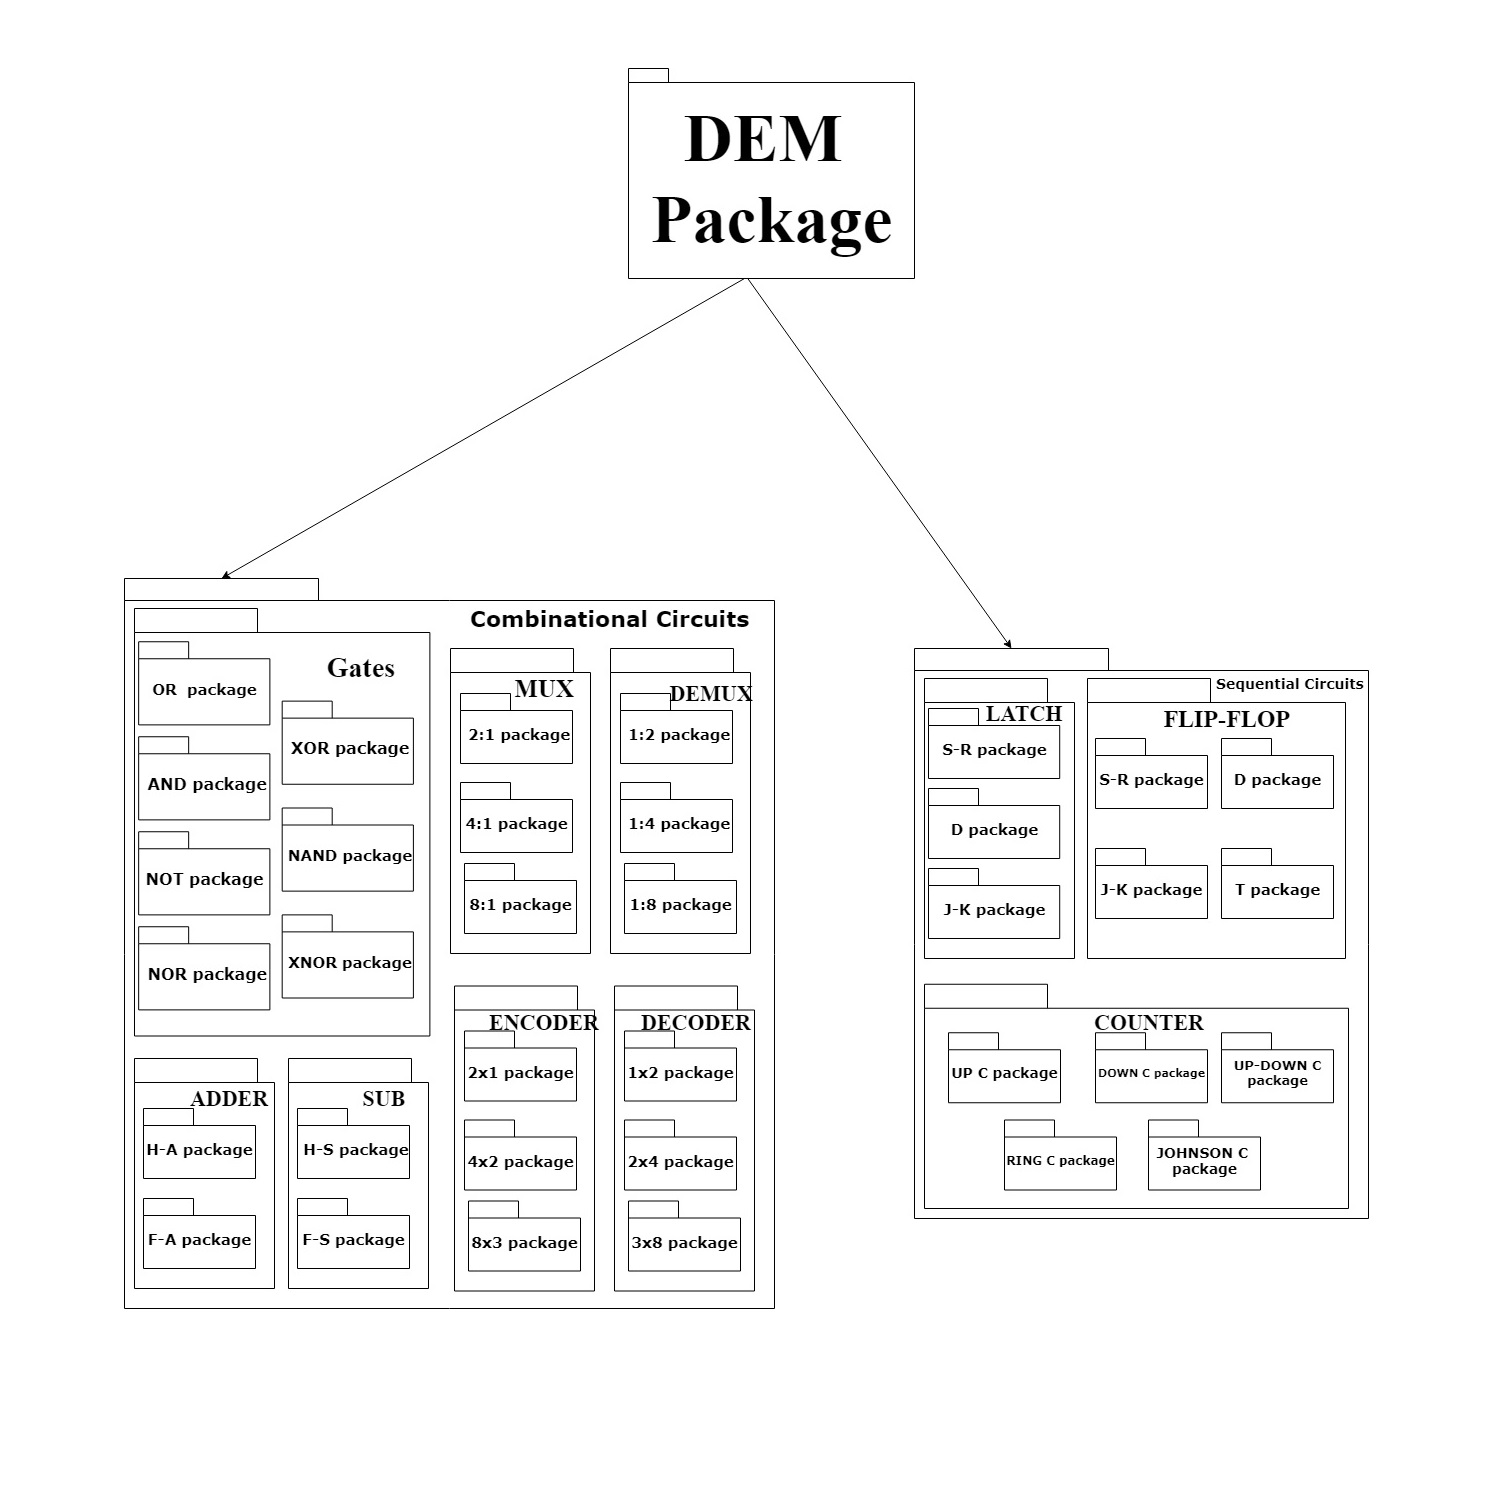 DEM
Package
Combinational Circuits
Gates
OR  package
AND package
NOT package
NOR package
XOR package
NAND package
XNOR package
MUX
2:1 package
4:1 package
8:1 package
DEMUX
1:2 package
1:4 package
1:8 package
ADDER
H-A package
F-A package
SUB
H-S package
F-S package
ENCODER
2x1 package
4x2 package
8x3 package
DECODER
1x2 package
2x4 package
3x8 package
Sequential Circuits
LATCH
S-R package
D package
J-K package
FLIP-FLOP
S-R package
D package
J-K package
T package
COUNTER
UP C package
DOWN C package
UP-DOWN C
package
RING C package
JOHNSON C
package